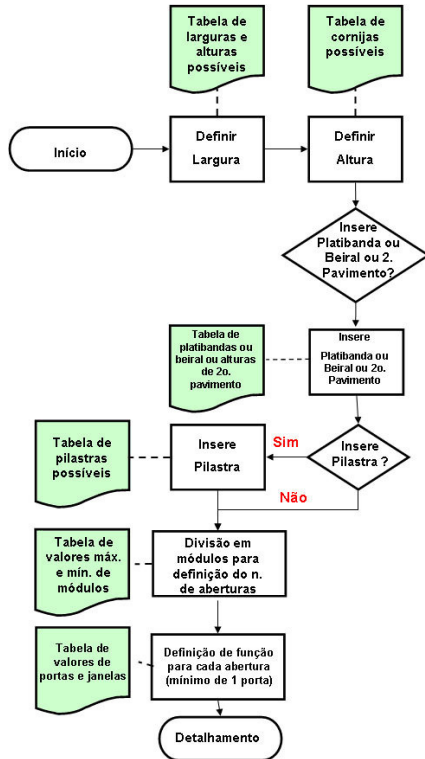 Tabela de
larguras e
alturas
possíveis
Tabela de
cornijas
possíveis
Início
Definir
Largura
Definir
Altura
Insere
Platibanda ou
Beiral ou 2.
Pavimento?
Tabela de
platibandas ou
beiral ou alturas
de 2o.
pavimento
Insere
Platibanda ou
Beiral ou 2o.
Pavimento
Tabela de
pilastras
possíveis
Insere
Pilastra
Sim
Insere
Pilastra ?
Não
Tabela de
valores máx.
e mín. de
módulos
Divisão em
módulos para
definição do n.
de aberturas
Tabela de
valores de
portas e janelas
Definição de função
para cada abertura
(mínimo de 1 porta)
Detalhamento